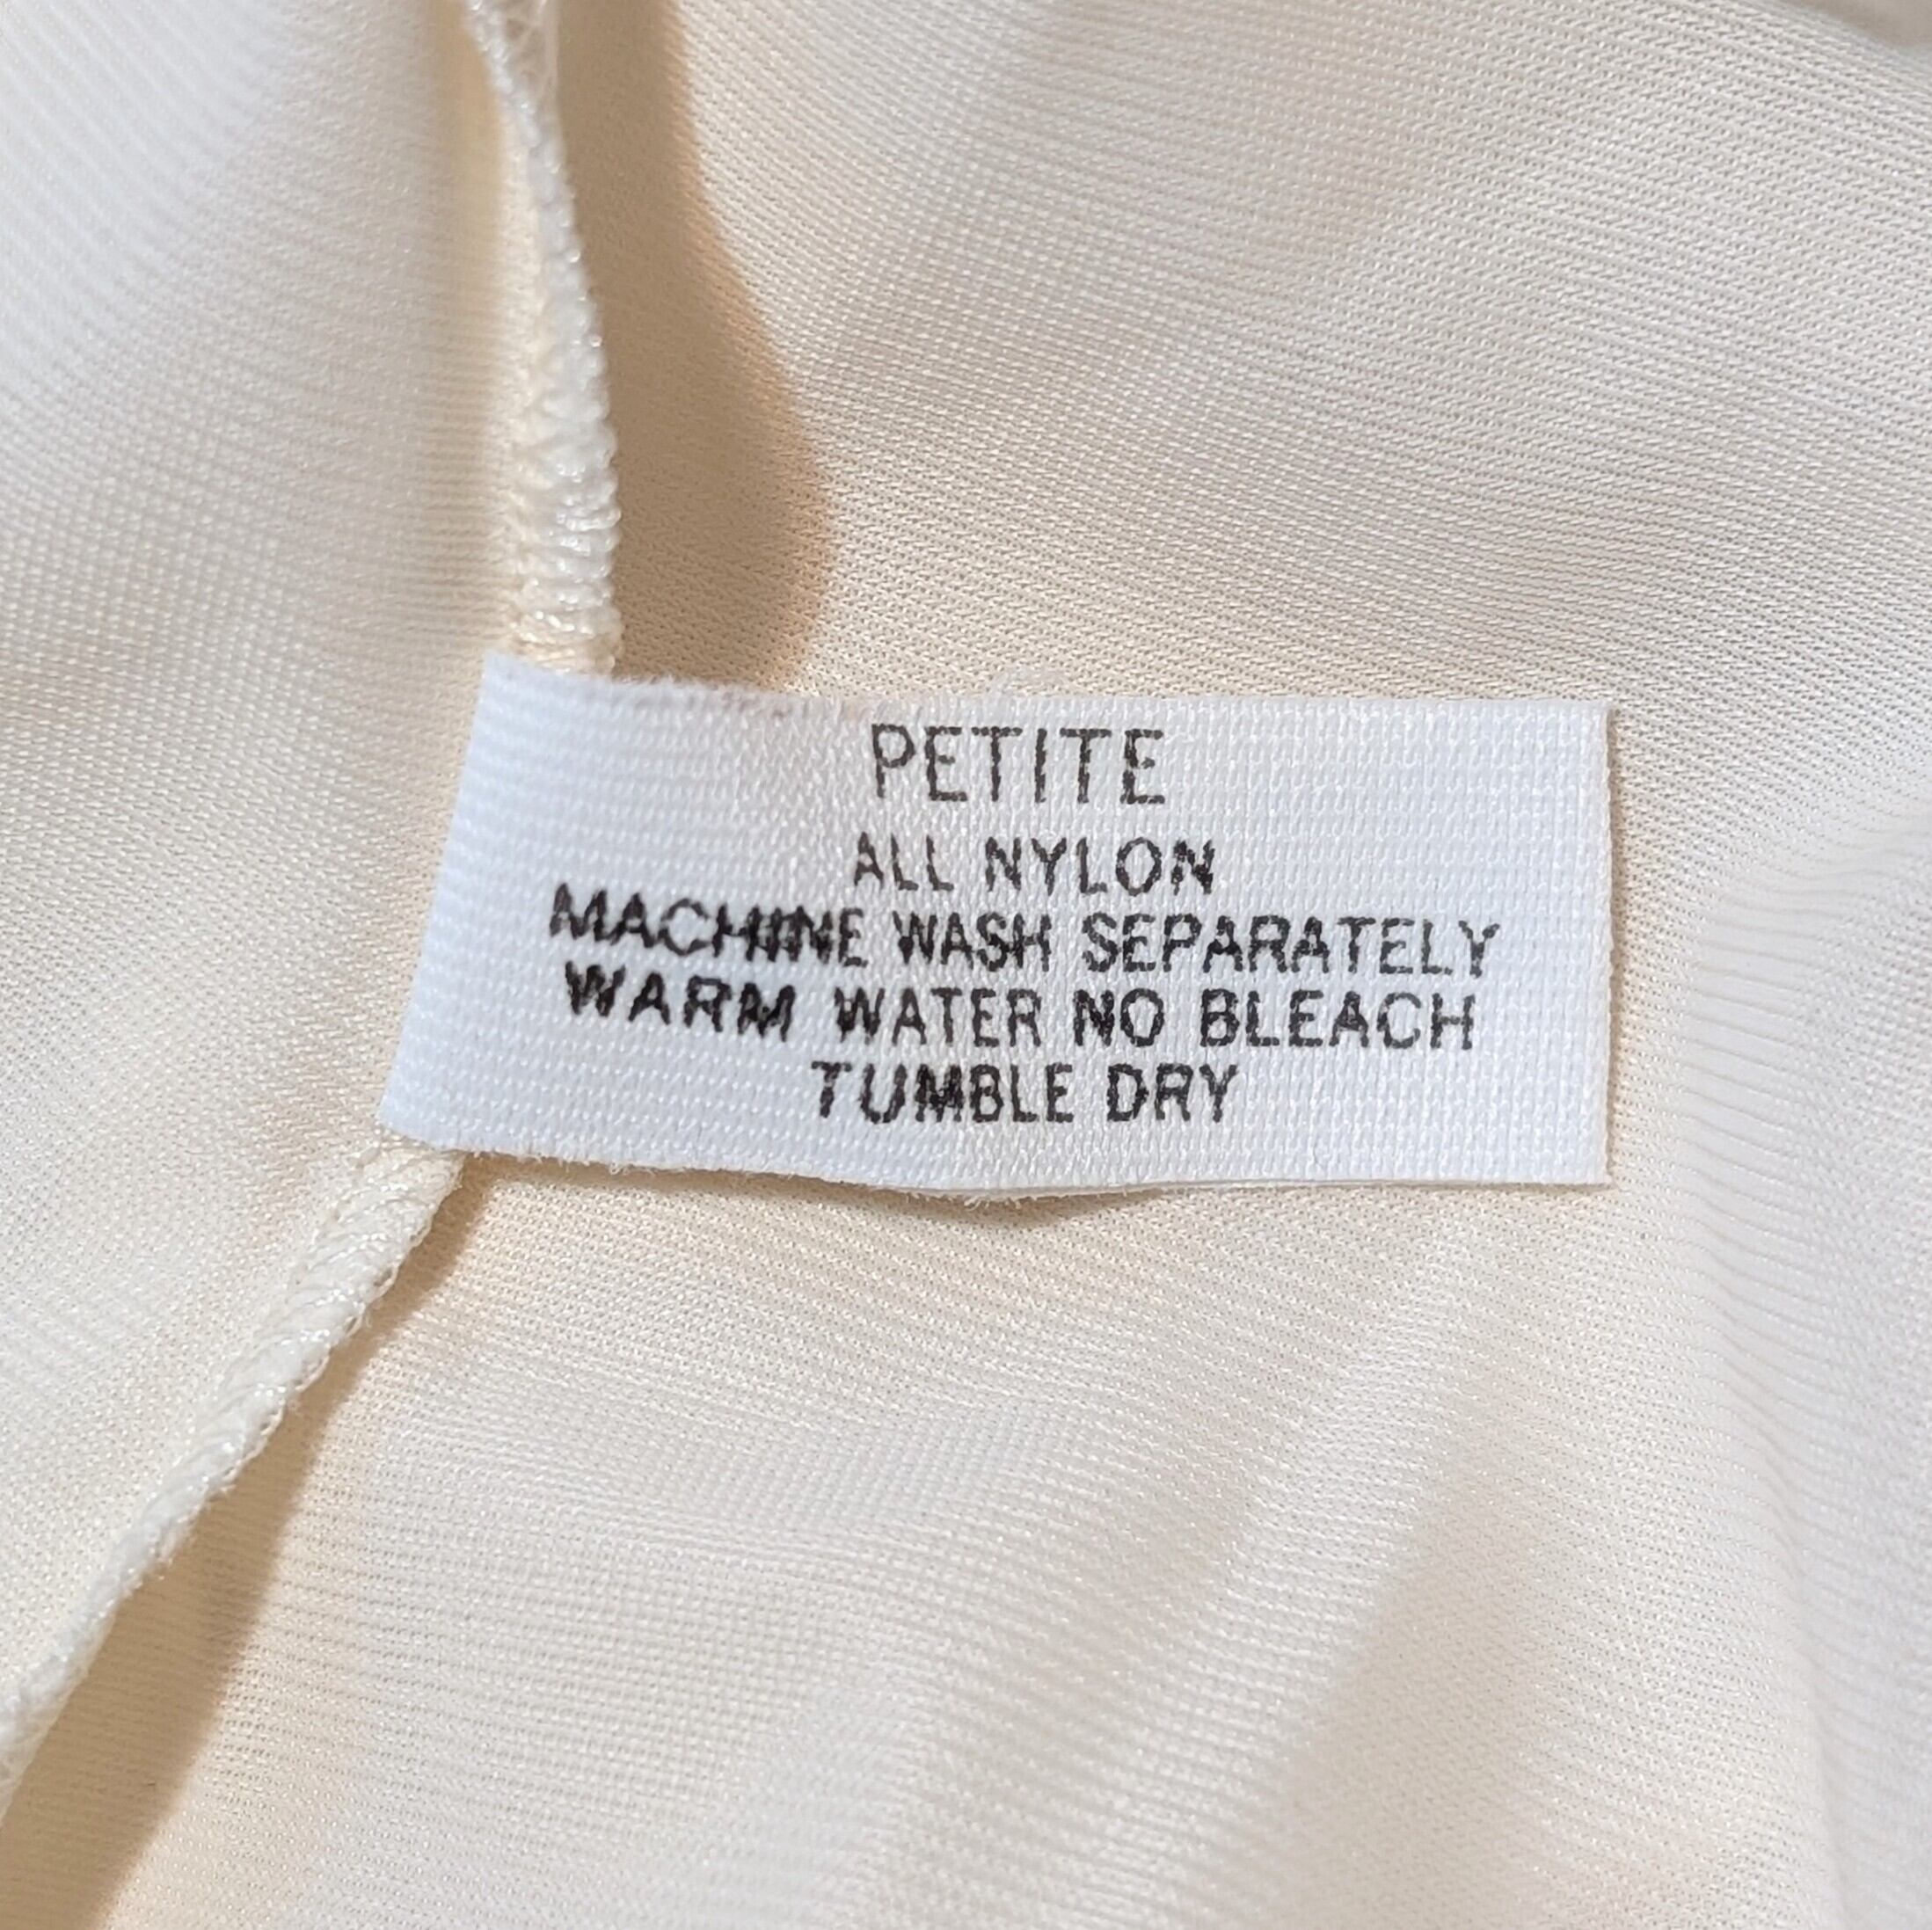 PETITE
ALL NYLON
MACHINE WASH SEPARATELY
WARM WATER NO BLEACH
TUMBLE DRY